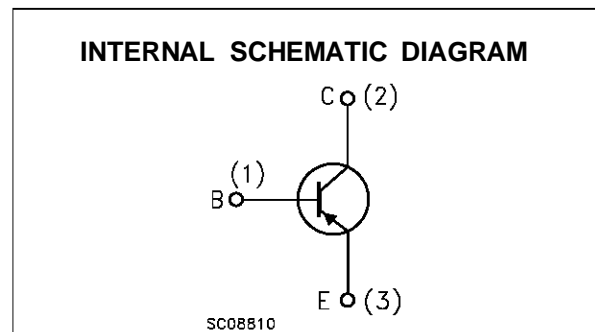 INTERNAL SCHEMATIC DIAGRAM
C (2)
(1)
B
E (3)
SC08810